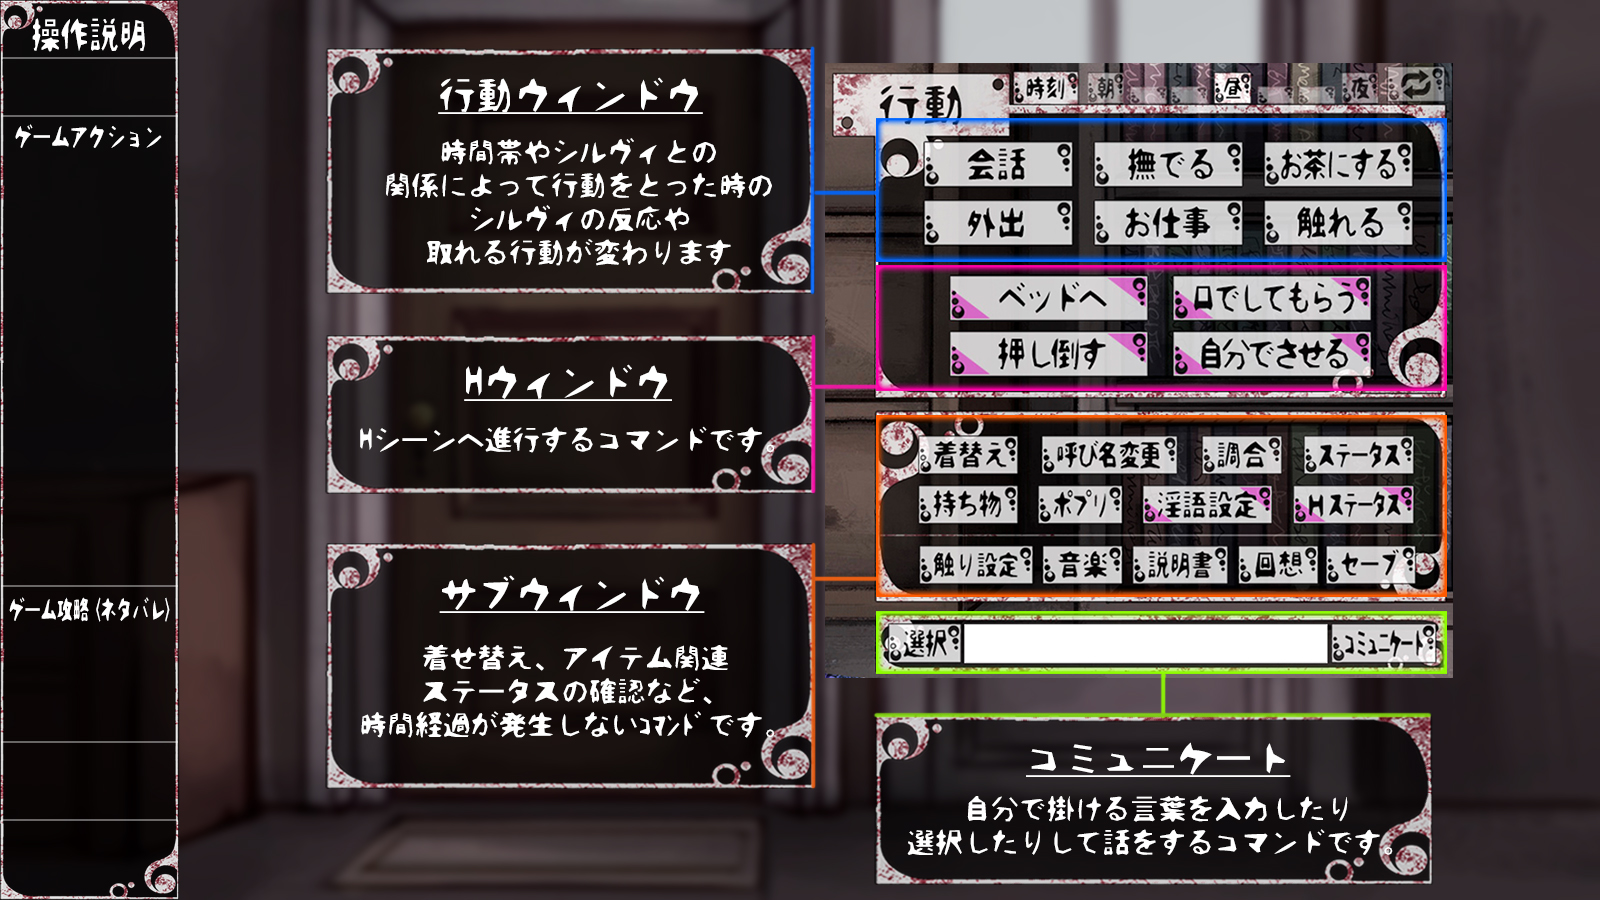 操作説明
ゲームアクション
ゲーム攻略(ネタバレ)
行動ウィンドウ
時間帯やシルヴィとの
関係によって行動をとった時の
シルヴィの反応や
取れる行動が変わります
Hウィンドウ
Hシーンへ進行するコマンドです。
サブウィンドウ
着せ替え、アイテム関連
ステータスの確認など、
時間経過が発生しないコマンドです。
行動
時刻 朝 昼 夜
会話 撫でる お茶にする
外出 お仕事 触れる
ベッドへ 口でしてもらう
押し倒す 自分でさせる
着替え 呼び名変更 調合 ステータス
持ち物 ポプリ 淫語設定 Hステータス
触り設定 音楽 説明書 回想 セーブ
選択 コミュニケート
コミュニケート
自分で掛ける言葉を入力したり
選択したりして話をするコマンドです。